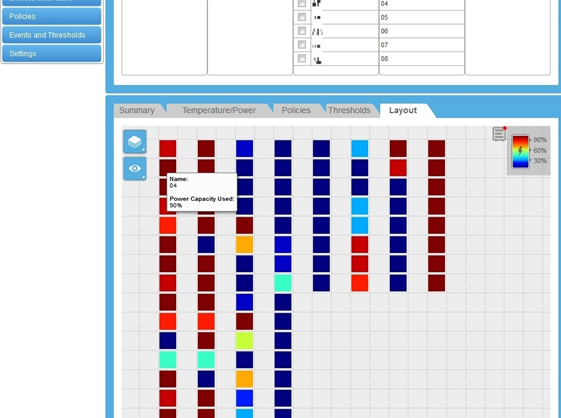 Policies
Events and Thresholds
Settings
04
05
06
07
08
Summary
Temperature/Power
Policies
Thresholds
Layout
90%
60%
30%
Name:
04
Power Capacity Used:
90%